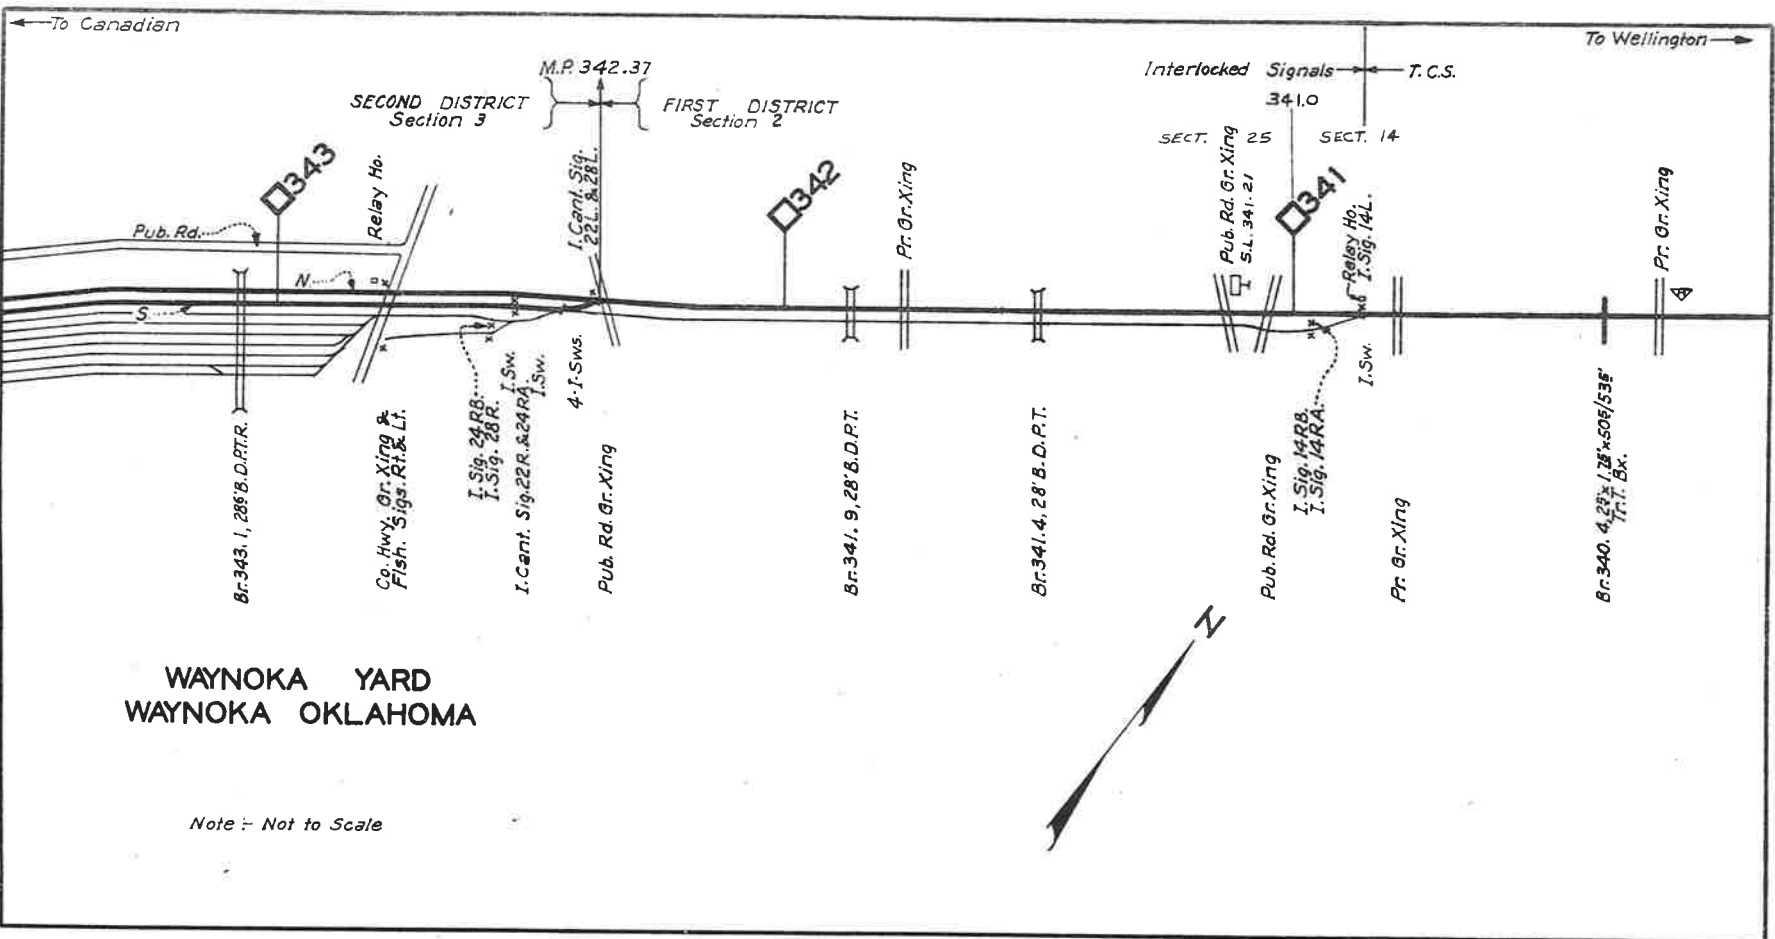 To Canadian
To Wellington
M.P. 342.37
Interlocked Signals
T.C.S.
SECOND DISTRICT
Section 3
FIRST DISTRICT
Section 2
341.0
SECT. 25
SECT. 14
343
Relay Ho.
I.Cant. Sig.
22L. & 28L.
342
Pr. Gr. Xing
Pub. Rd. Gr. Xing
S.L. 341.21
341
Relay Ho.
I. Sig. 14L.
Pr. Gr. Xing
Pub. Rd.
N
S
Br. 343.1, 28⁶' B.D.P.T.R.
Co. Hwy. Gr. Xing &
Flsh. Sigs. Rt. & Lt.
I. Sig. 24RB.
I. Sig. 28R.
I. Sw.
I. Cant. Sig. 22R. & 24RA.
I. Sw.
4-I-Sws.
Pub. Rd. Gr. Xing
Br. 341.9, 28' B.D.P.T.
Br. 341.4, 28' B.D.P.T.
Pub. Rd. Gr. Xing
I. Sig. 14RB.
I. Sig. 14RA.
I. Sw.
Pr. Gr. Xing
Br. 340.4,
Tr. T. Bx.
N
WAYNOKA YARD
WAYNOKA OKLAHOMA
Note :- Not to Scale